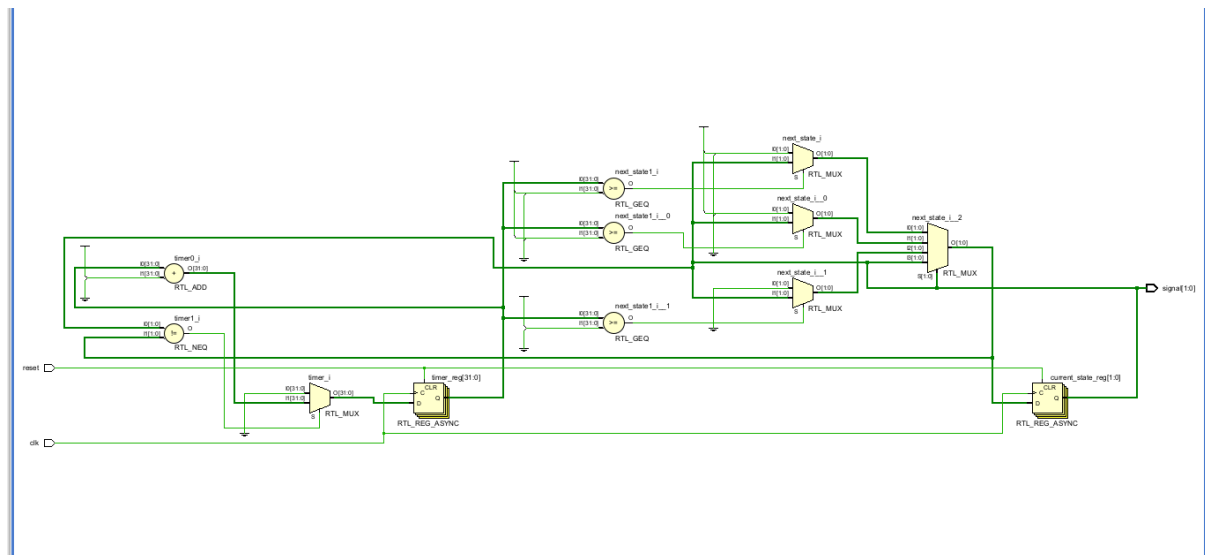 next_state_i
I0[1:0]
I1[1:0]
O[1:0]
S
RTL_MUX
next_state1_i
I0[31:0]
I1[31:0]
O
>=
RTL_GEQ
next_state_i__0
I0[1:0]
I1[1:0]
O[1:0]
S
RTL_MUX
next_state1_i__0
I0[31:0]
I1[31:0]
O
>=
RTL_GEQ
next_state_i__2
I0[1:0]
I1[1:0]
I2[1:0]
I3[1:0]
O[1:0]
S[1:0]
RTL_MUX
timer0_i
I0[31:0]
I1[31:0]
O[31:0]
+
RTL_ADD
next_state_i__1
I0[1:0]
I1[1:0]
O[1:0]
S
RTL_MUX
signal[1:0]
next_state1_i__1
I0[31:0]
I1[31:0]
O
>=
RTL_GEQ
timer1_i
I0[1:0]
I1[1:0]
O
!=
RTL_NEQ
reset
timer_i
I0[31:0]
I1[31:0]
O[31:0]
S
RTL_MUX
timer_reg[31:0]
CLR
C
D
Q
RTL_REG_ASYNC
current_state_reg[1:0]
CLR
C
D
Q
RTL_REG_ASYNC
clk